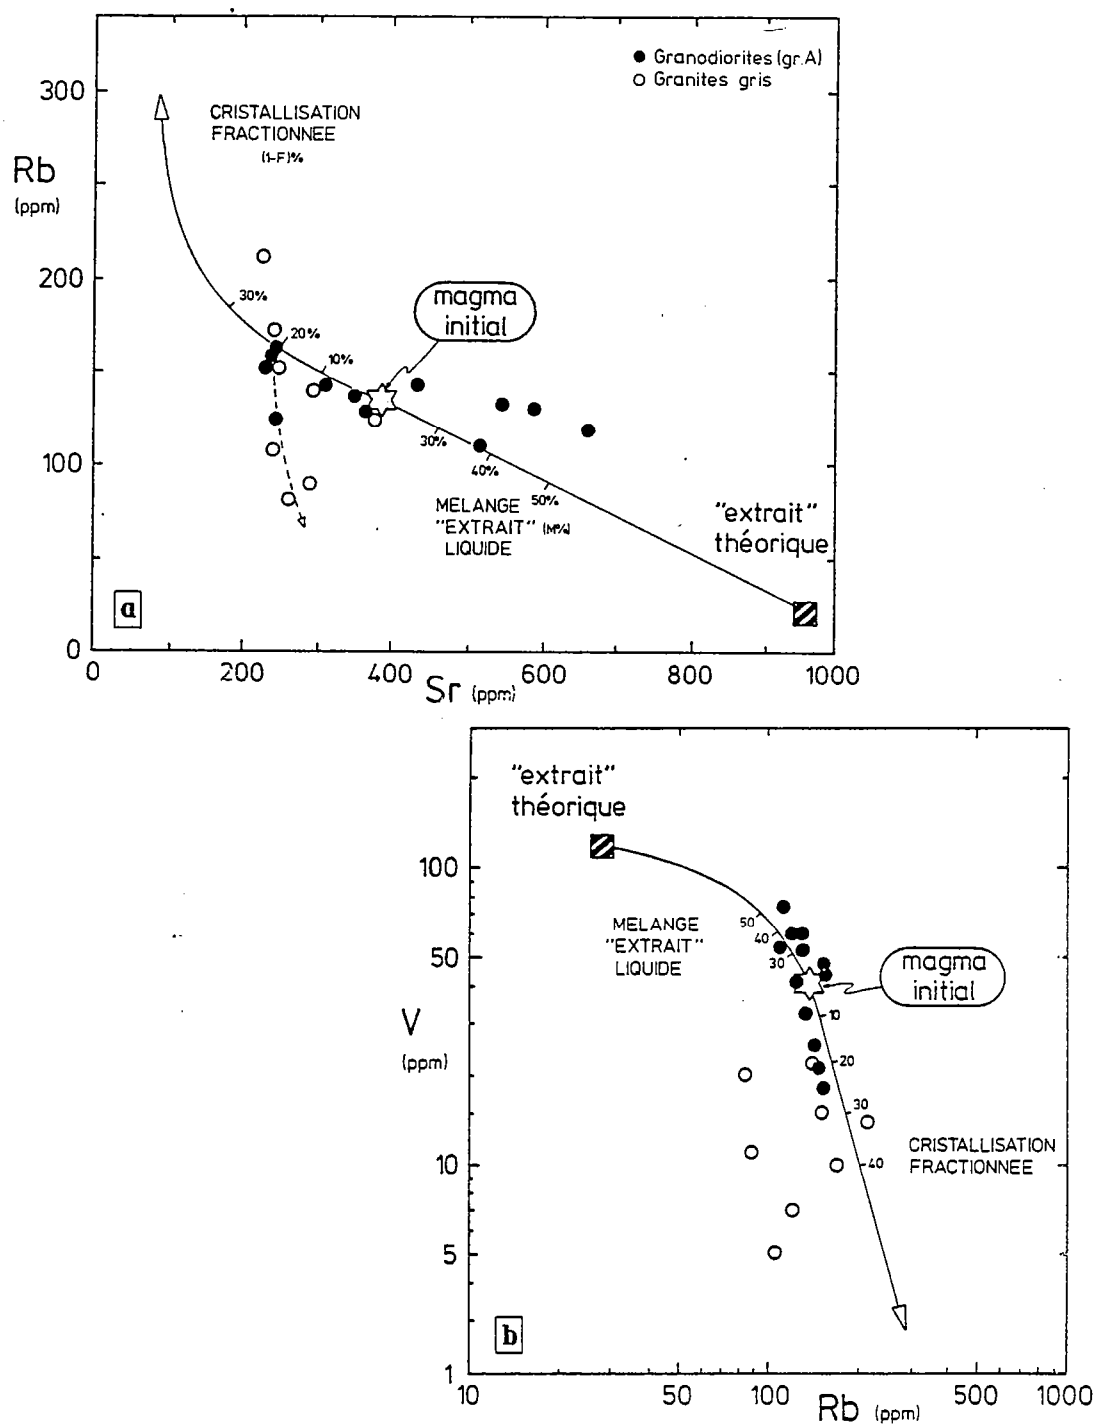 ● Granodiorites (gr.A)
○ Granites gris
300
CRISTALLISATION
FRACTIONNEE
(1-F)%
Rb
(ppm)
200
30%
20%
10%
magma
initial
100
30%
40%
50%
MELANGE
"EXTRAIT" (M%)
LIQUIDE
"extrait"
théorique
a
0
0
200
400
600
800
1000
Sr (ppm)
"extrait"
théorique
100
50
10
5
1
V
(ppm)
MELANGE
"EXTRAIT"
LIQUIDE
50
40
30
magma
initial
10
20
30
40
CRISTALLISATION
FRACTIONNEE
b
10
50
100
500
1000
Rb (ppm)